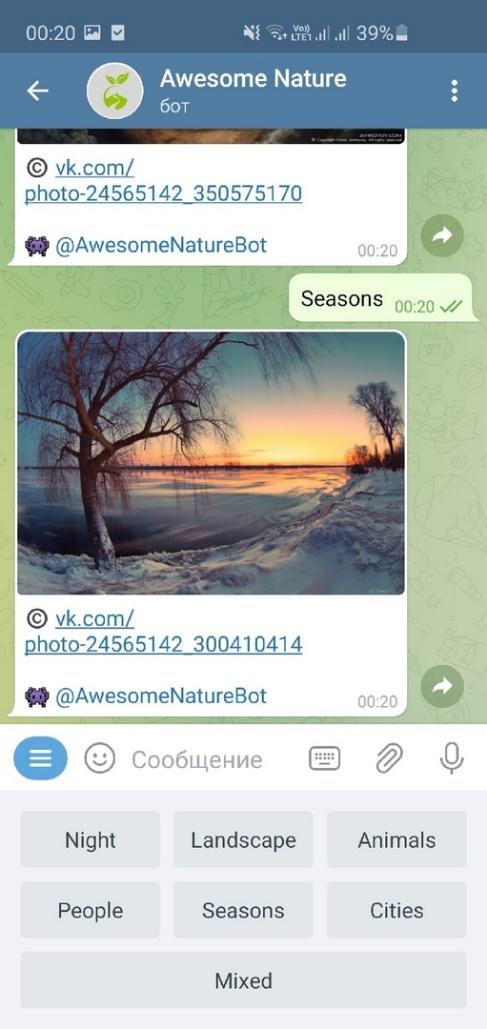 00:20 39%
Awesome Nature
бот
© vk.com/
photo-24565142_350575170
@AwesomeNatureBot 00:20
Seasons 00:20
© vk.com/
photo-24565142_300410414
@AwesomeNatureBot 00:20
Сообщение
Night Landscape Animals
People Seasons Cities
Mixed